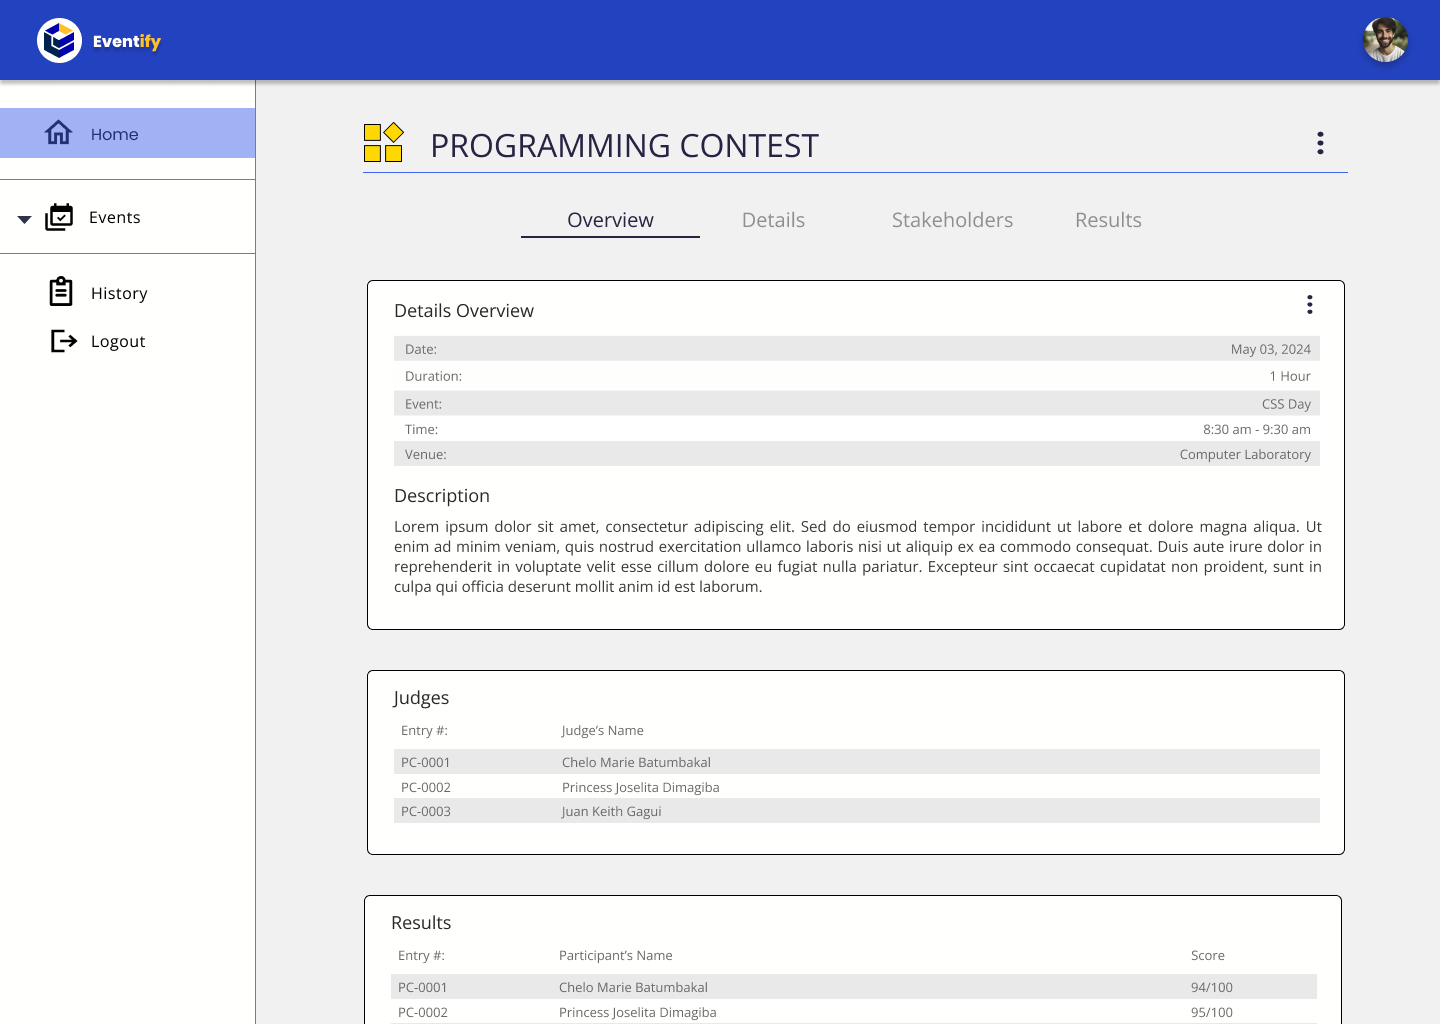 Eventify
Home
Events
History
Logout
PROGRAMMING CONTEST
Overview Details Stakeholders Results
Details Overview
Date: May 03, 2024
Duration: 1 Hour
Event: CSS Day
Time: 8:30 am - 9:30 am
Venue: Computer Laboratory
Description
Lorem ipsum dolor sit amet, consectetur adipiscing elit. Sed do eiusmod tempor incididunt ut labore et dolore magna aliqua. Ut
enim ad minim veniam, quis nostrud exercitation ullamco laboris nisi ut aliquip ex ea commodo consequat. Duis aute irure dolor in
reprehenderit in voluptate velit esse cillum dolore eu fugiat nulla pariatur. Excepteur sint occaecat cupidatat non proident, sunt in
culpa qui officia deserunt mollit anim id est laborum.
Judges
Entry #: Judge’s Name
PC-0001 Chelo Marie Batumbakal
PC-0002 Princess Joselita Dimagiba
PC-0003 Juan Keith Gagui
Results
Entry #: Participant’s Name Score
PC-0001 Chelo Marie Batumbakal 94/100
PC-0002 Princess Joselita Dimagiba 95/100